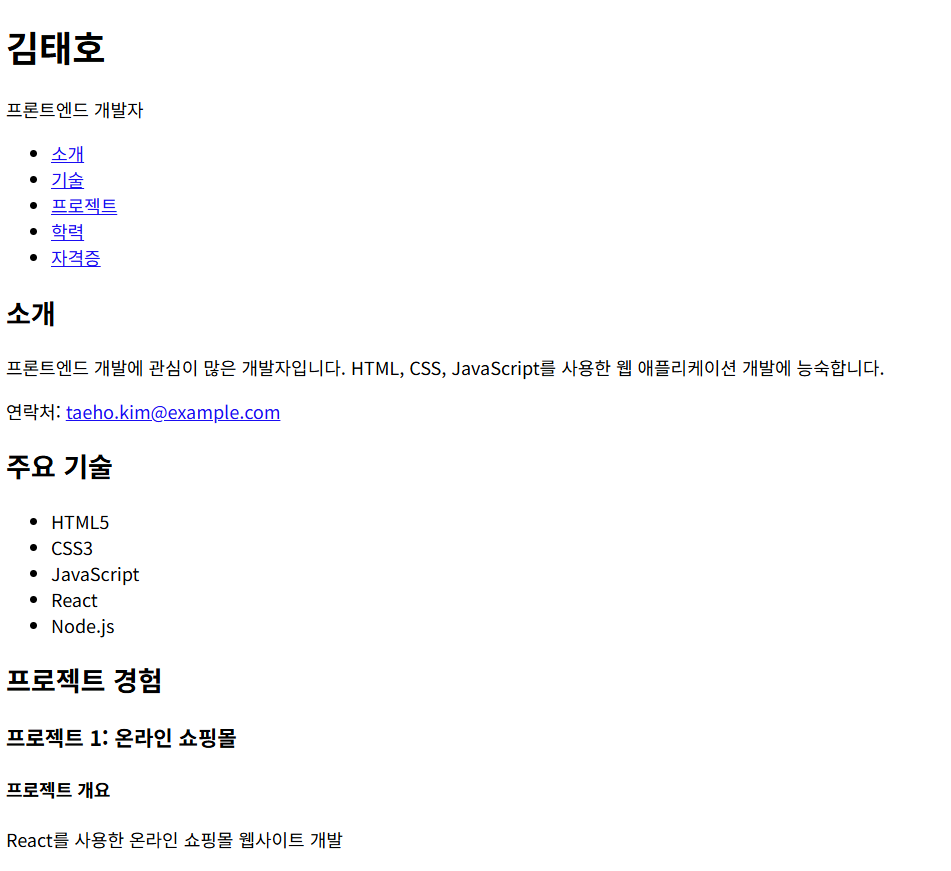 김태호
프론트엔드 개발자
소개
기술
프로젝트
학력
자격증
소개
프론트엔드 개발에 관심이 많은 개발자입니다. HTML, CSS, JavaScript를 사용한 웹 애플리케이션 개발에 능숙합니다.
연락처: taeho.kim@example.com
주요 기술
HTML5
CSS3
JavaScript
React
Node.js
프로젝트 경험
프로젝트 1: 온라인 쇼핑몰
프로젝트 개요
React를 사용한 온라인 쇼핑몰 웹사이트 개발